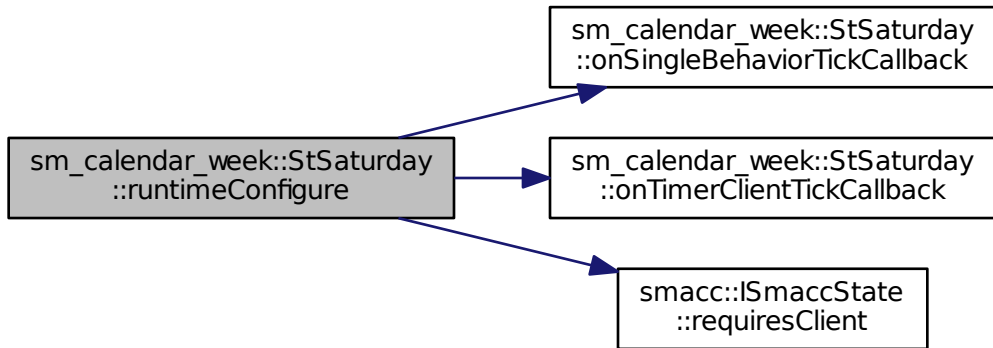 sm_calendar_week::StSaturday
::onSingleBehaviorTickCallback
sm_calendar_week::StSaturday
::runtimeConfigure
sm_calendar_week::StSaturday
::onTimerClientTickCallback
smacc::ISmaccState
::requiresClient